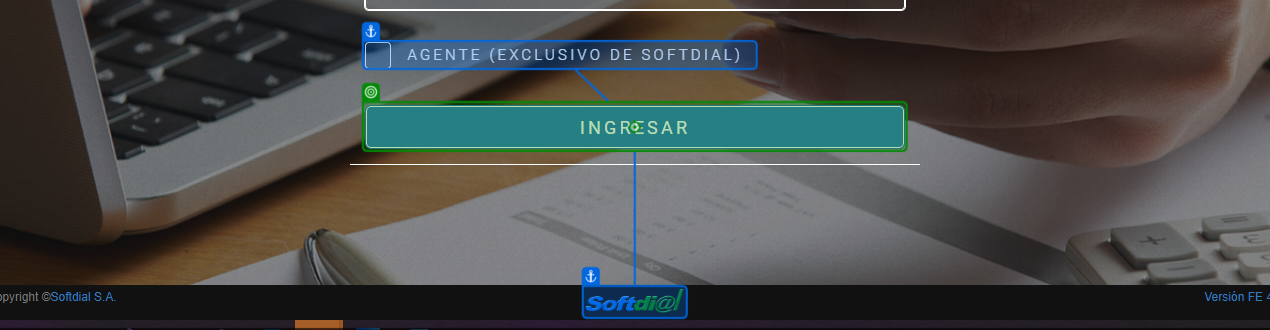 AGENTE (EXCLUSIVO DE SOFTDIAL)
INGRESAR
Softdi@l
opyright ©Softdial S.A.
Versión FE 4